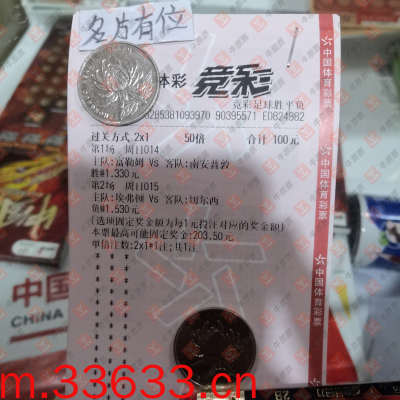 名片有位
体彩 竞彩
竞彩足球胜平负
90395571
过关方式 2x1 50倍 合计 100元
第1场 周日014
主队:富勒姆 VS 客队:南安普敦
胜@1.330元
第2场 周日015
主队:埃弗顿 VS 客队:切尔西
负@1.530元
(选项固定奖金额为每1元投注对应的奖金额)
本票最高可能固定奖金:203.50元
单倍注数:2x1*1注;共1注
中国体育彩票
中国体育彩票
中国体育彩票
中国
CHINA
m.33633.cn